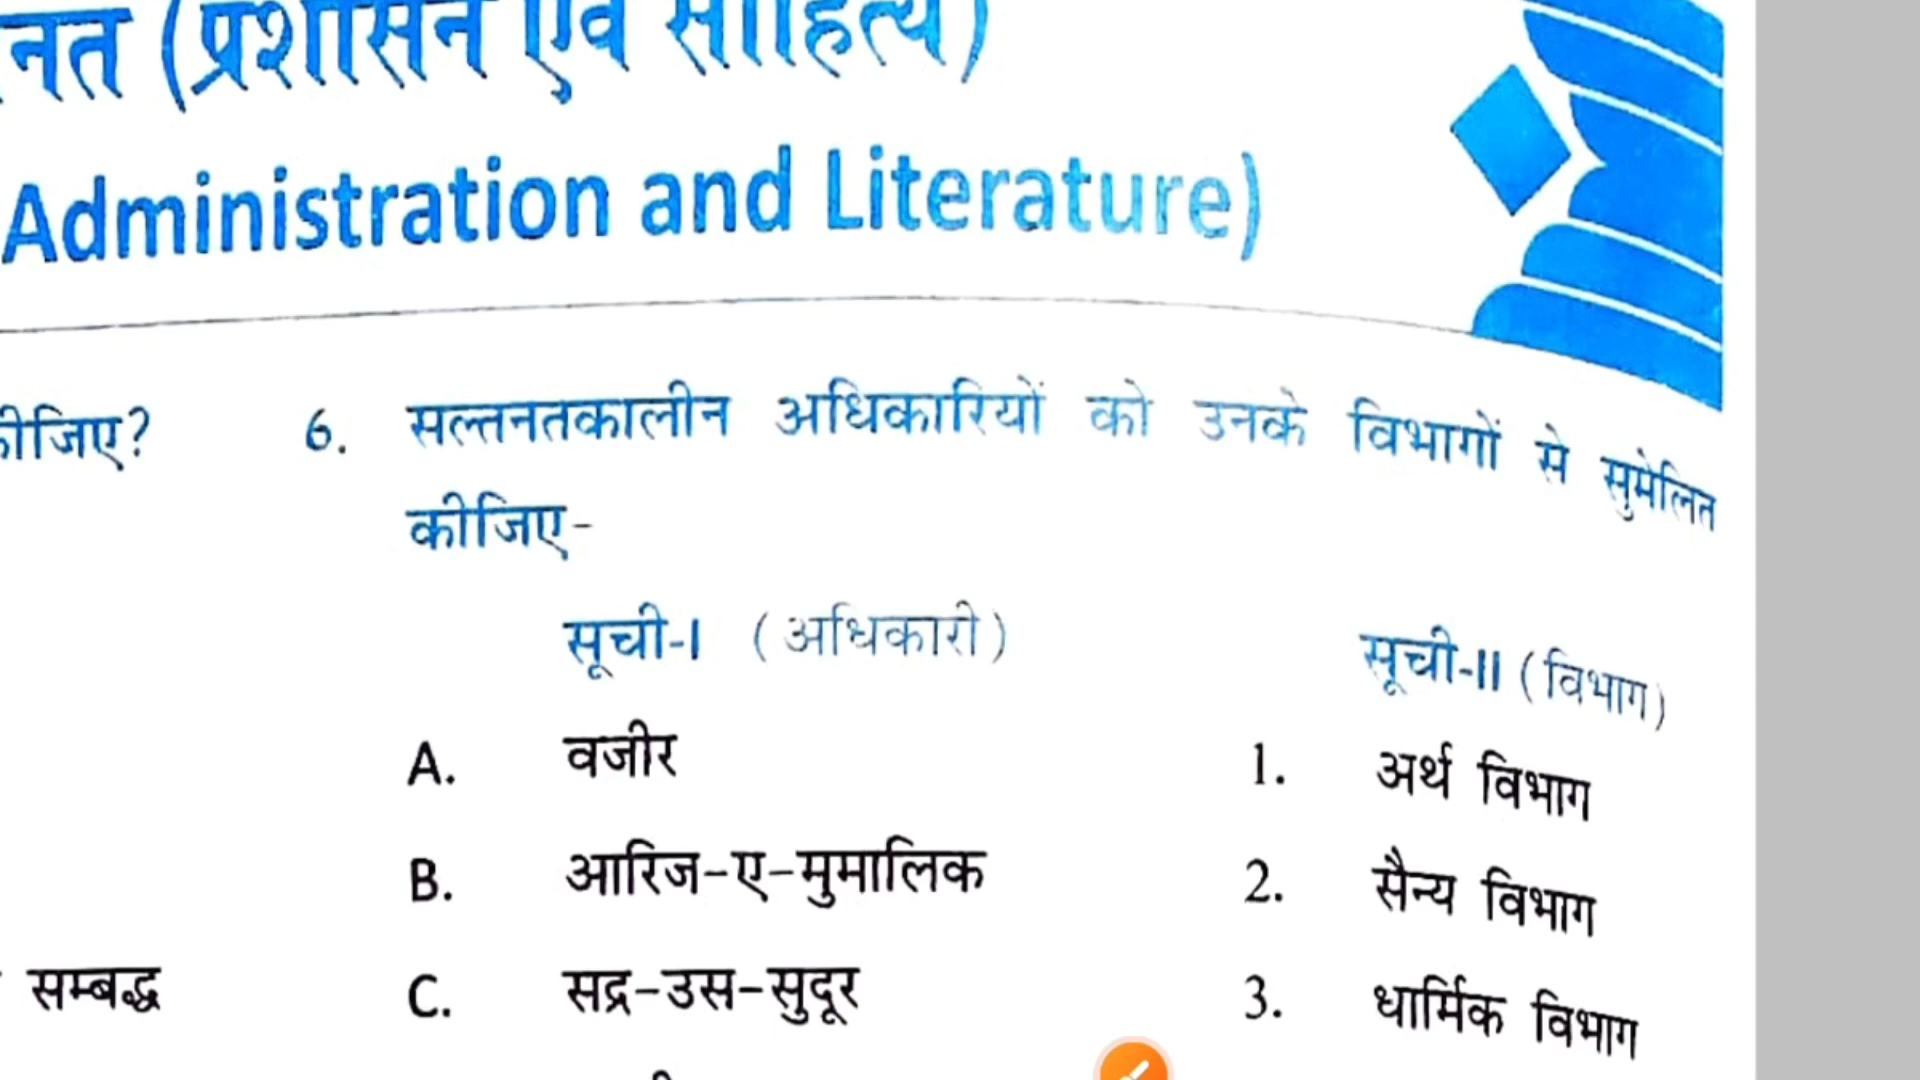 नत (प्रशासन एवं साहित्य)
Administration and Literature)
कीजिए?
6. सल्तनतकालीन अधिकारियों को उनके विभागों से सुमेलित
कीजिए-
सूची-I (अधिकारी) सूची-II (विभाग)
A. वजीर 1. अर्थ विभाग
B. आरिज-ए-मुमालिक 2. सैन्य विभाग
सम्बद्ध
C. सद्र-उस-सुदूर 3. धार्मिक विभाग